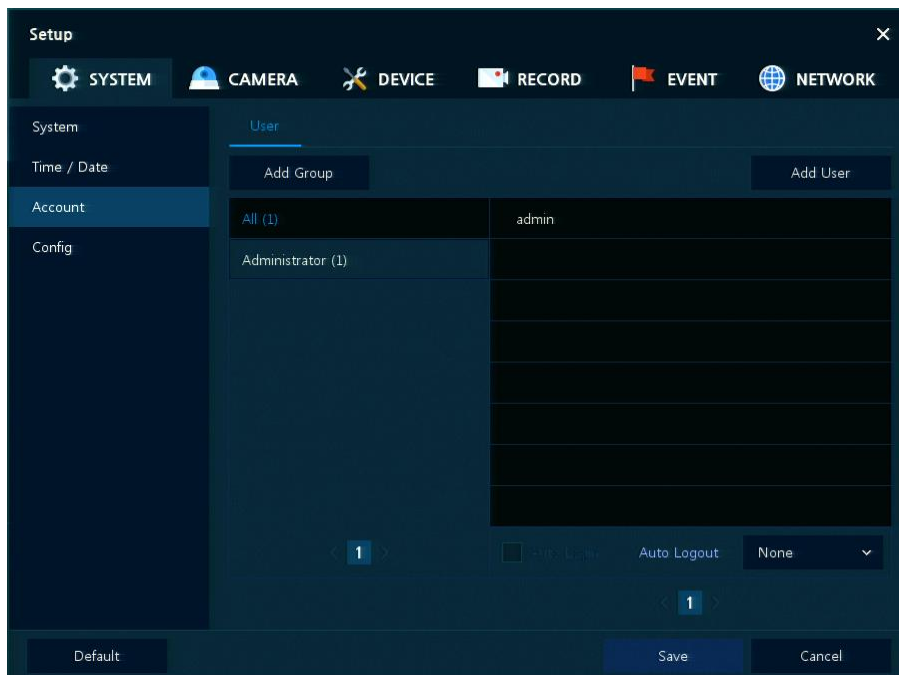 Setup
SYSTEM CAMERA DEVICE RECORD EVENT NETWORK
System
Time / Date
Account
Config
User
Add Group Add User
All (1) admin
Administrator (1)
1
Auto Logout None
1
Default Save Cancel